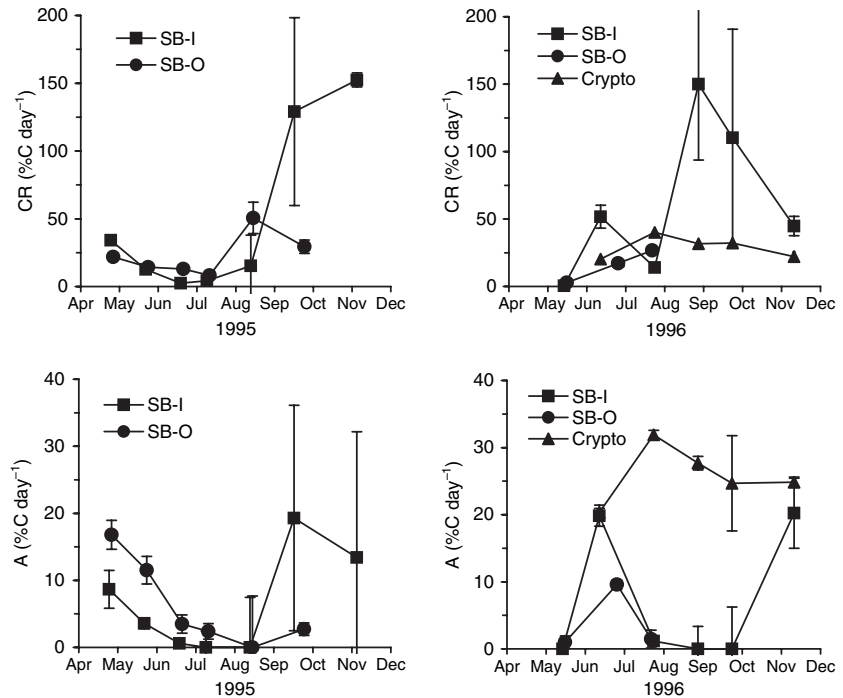 200
150
100
50
0
CR (%C day⁻¹)
SB-I
SB-O
Apr May Jun Jul Aug Sep Oct Nov Dec
1995
200
150
100
50
0
CR (%C day⁻¹)
SB-I
SB-O
Crypto
Apr May Jun Jul Aug Sep Oct Nov Dec
1996
40
30
20
10
0
A (%C day⁻¹)
SB-I
SB-O
Apr May Jun Jul Aug Sep Oct Nov Dec
1995
40
30
20
10
0
A (%C day⁻¹)
SB-I
SB-O
Crypto
Apr May Jun Jul Aug Sep Oct Nov Dec
1996